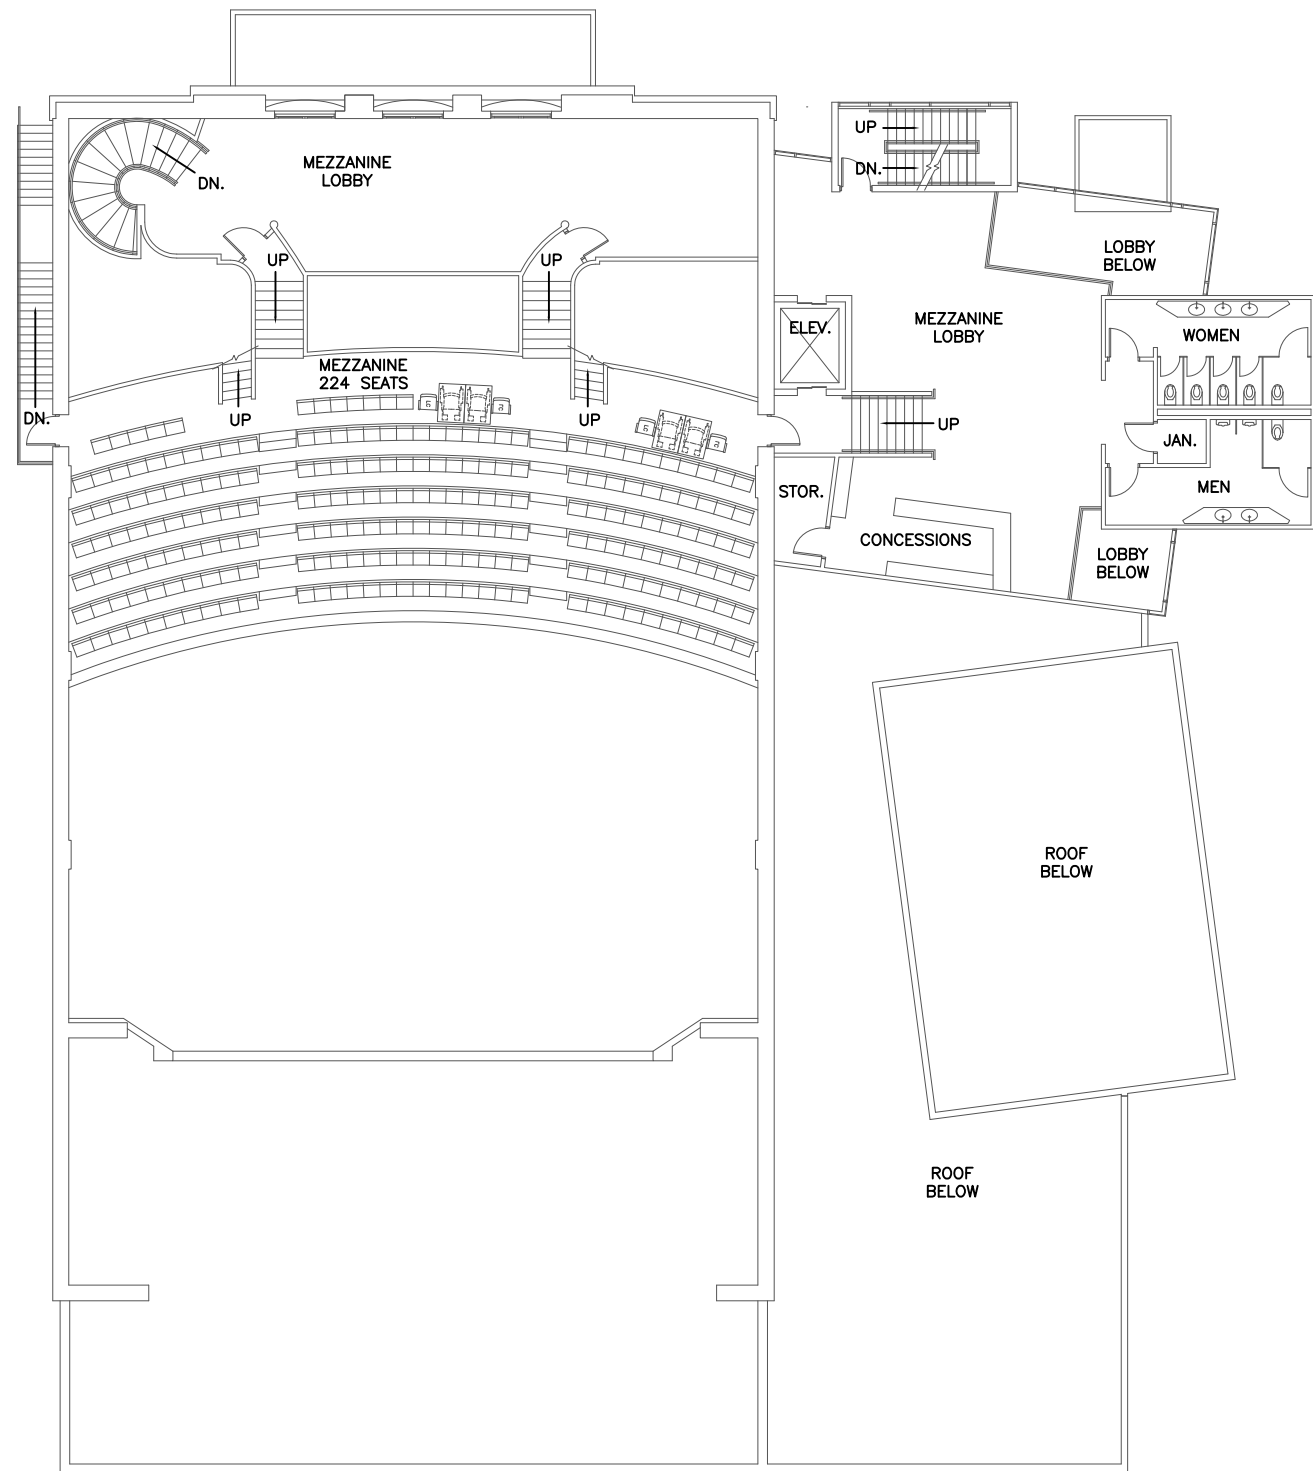 UP
DN.
MEZZANINE
LOBBY
DN.
UP
UP
LOBBY
BELOW
ELEV.
MEZZANINE
LOBBY
WOMEN
MEZZANINE
224 SEATS
DN.
UP
UP
UP
JAN.
STOR.
MEN
CONCESSIONS
LOBBY
BELOW
ROOF
BELOW
ROOF
BELOW